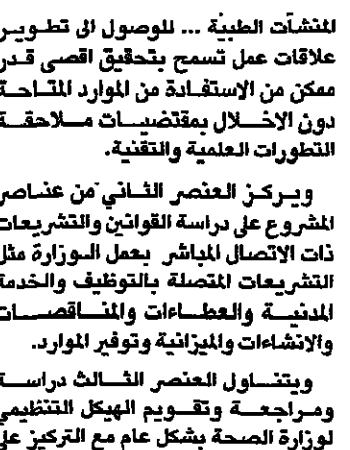 المنشآت الطبية ... للوصول الى تطوير
علاقات عمل تسمح بتحقيق اقصى قدر
ممكن من الاستفادة من الموارد المتاحة
دون الاخلال بمقتضيات ملاحقة
التطورات العلمية والتقنية.
ويركز العنصر الثاني من عناصر
المشروع على دراسة القوانين والتشريعات
ذات الاتصال المباشر بعمل الوزارة مثل
التشريعات المتصلة بالتوظيف والخدمة
المدنية والعطاءات والمناقصات
والانشاءات والميزانية وتوفير الموارد.
ويتناول العنصر الثالث دراسة
ومراجعة وتقويم الهيكل التنظيمي
لوزارة الصحة بشكل عام مع التركيز على